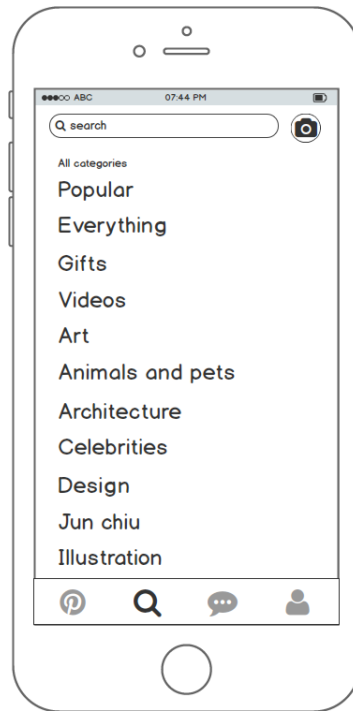 ABC 07:44 PM
search
All categories
Popular
Everything
Gifts
Videos
Art
Animals and pets
Architecture
Celebrities
Design
Jun chiu
Illustration